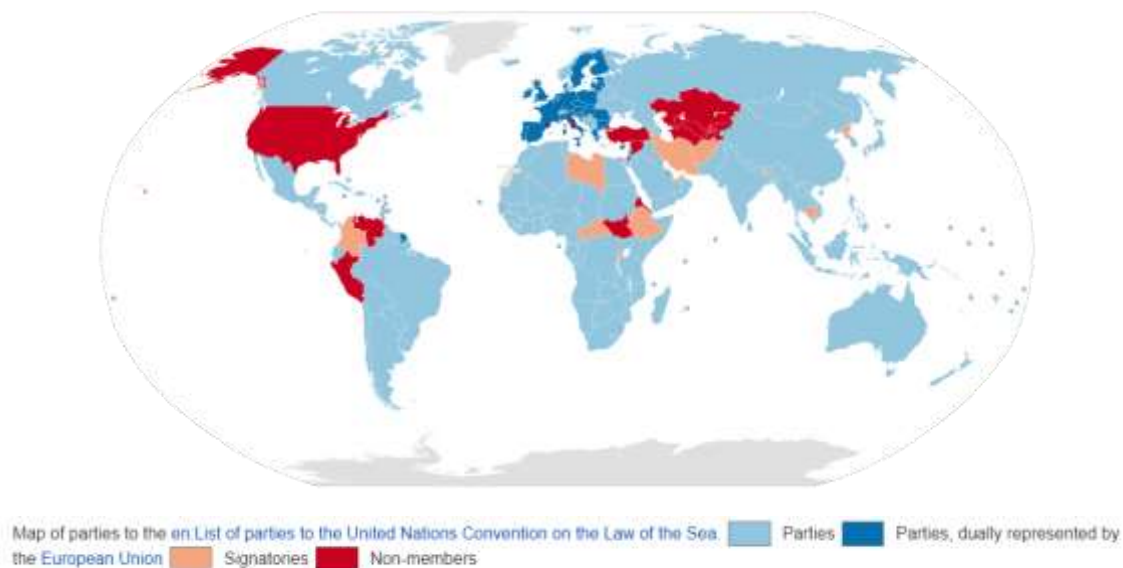 Map of parties to the en:List of parties to the United Nations Convention on the Law of the Sea. Parties Parties, dually represented by
the European Union Signatories Non-members